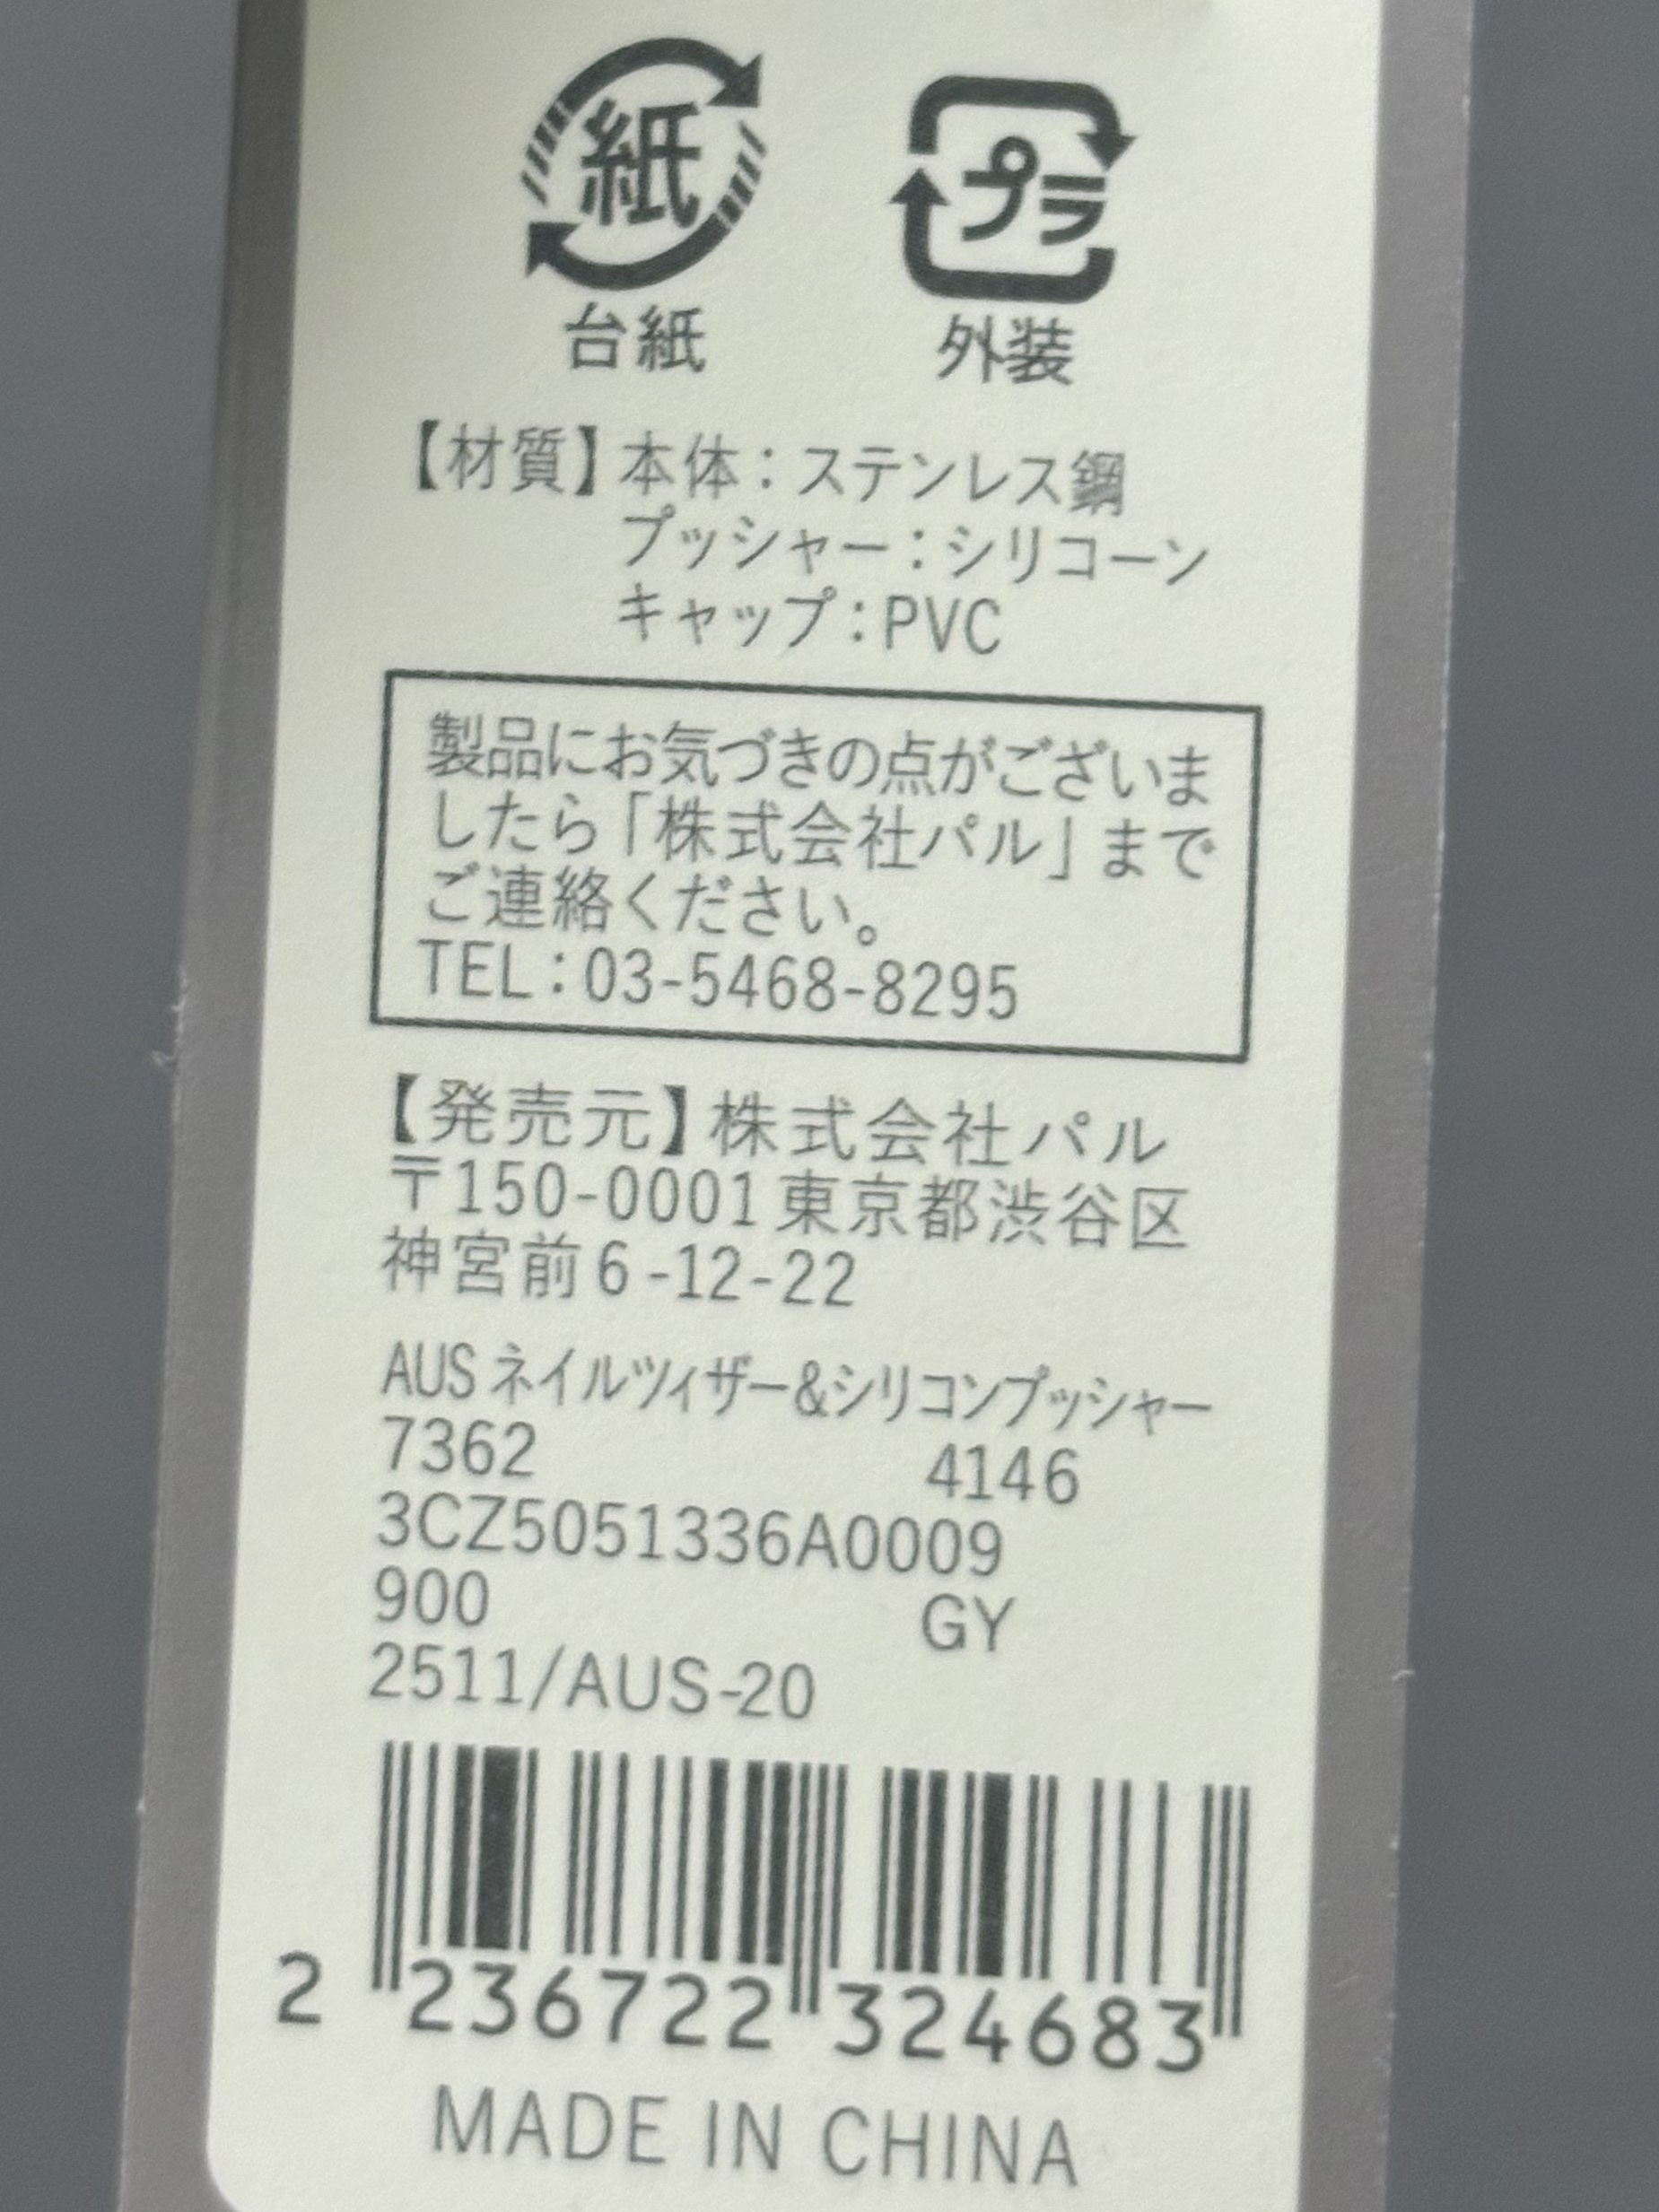 紙 プラ
台紙 外装
【材質】本体：ステンレス鋼
プッシャー：シリコーン
キャップ：PVC
製品にお気づきの点がございま
したら「株式会社パル」まで
ご連絡ください。
TEL：03-5468-8295
【発売元】株式会社パル
〒150-0001東京都渋谷区
神宮前6-12-22
AUS ネイルツィザー&シリコンプッシャー
7362 4146
3CZ5051336A0009
900 GY
2511/AUS-20
2 236722 324683
MADE IN CHINA